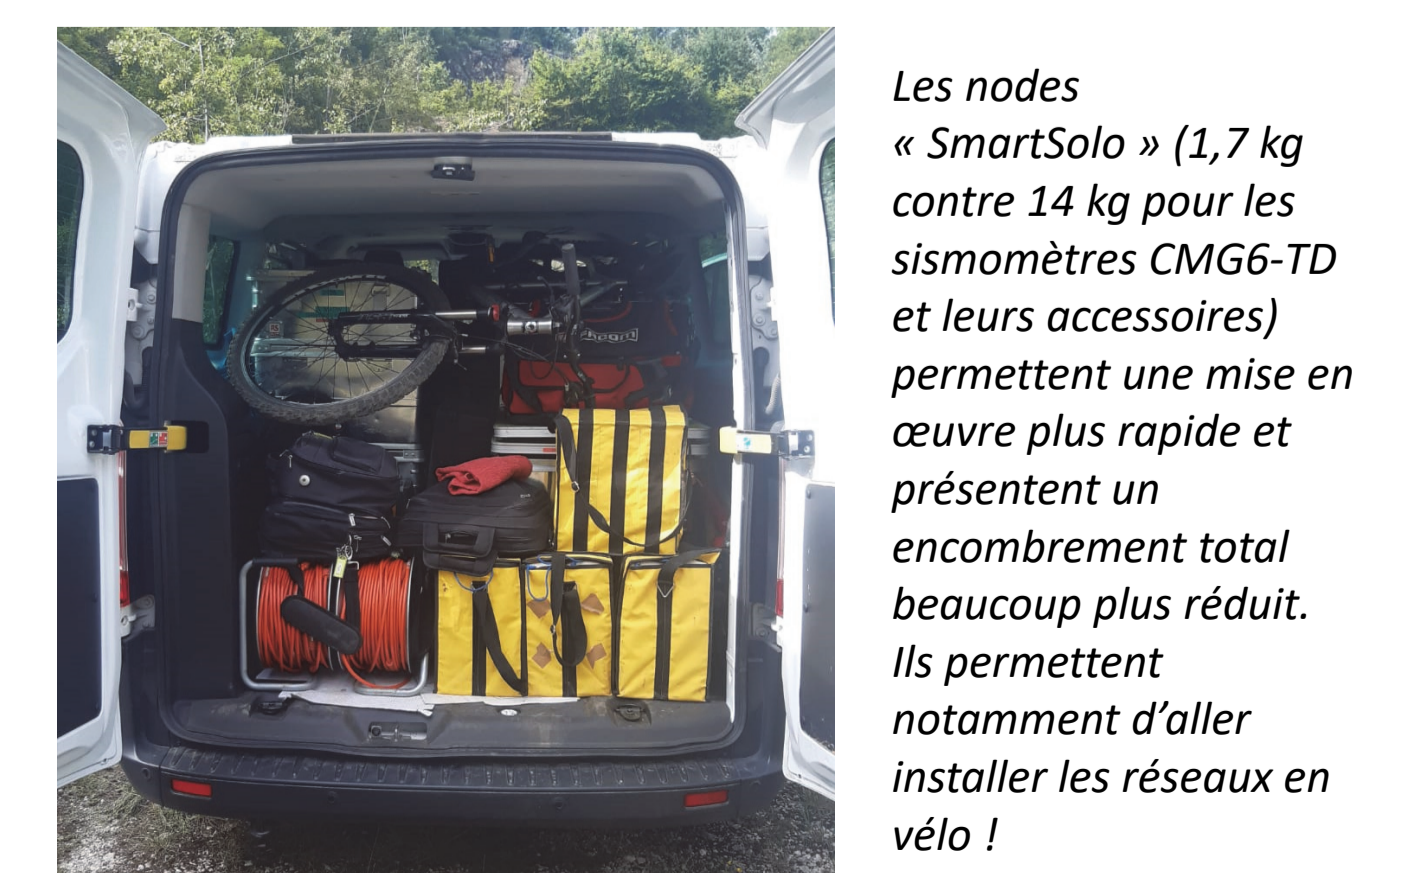 Les nodes
« SmartSolo » (1,7 kg
contre 14 kg pour les
sismomètres CMG6-TD
et leurs accessoires)
permettent une mise en
œuvre plus rapide et
présentent un
encombrement total
beaucoup plus réduit.
Ils permettent
notamment d’aller
installer les réseaux en
vélo !